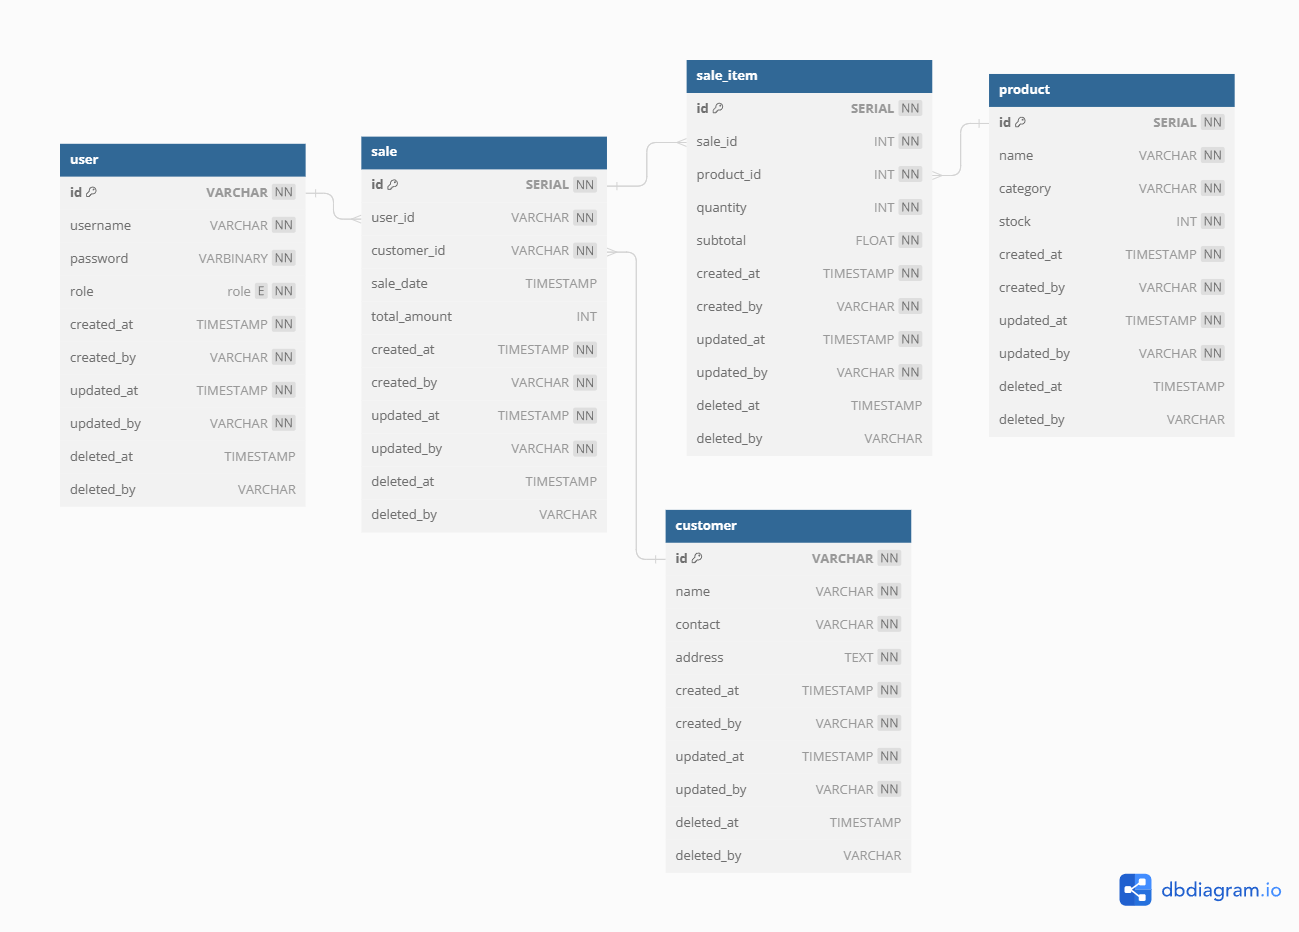 user
id VARCHAR NN
username VARCHAR NN
password VARBINARY NN
role role E NN
created_at TIMESTAMP NN
created_by VARCHAR NN
updated_at TIMESTAMP NN
updated_by VARCHAR NN
deleted_at TIMESTAMP
deleted_by VARCHAR
sale
id SERIAL NN
user_id VARCHAR NN
customer_id VARCHAR NN
sale_date TIMESTAMP
total_amount INT
created_at TIMESTAMP NN
created_by VARCHAR NN
updated_at TIMESTAMP NN
updated_by VARCHAR NN
deleted_at TIMESTAMP
deleted_by VARCHAR
sale_item
id SERIAL NN
sale_id INT NN
product_id INT NN
quantity INT NN
subtotal FLOAT NN
created_at TIMESTAMP NN
created_by VARCHAR NN
updated_at TIMESTAMP NN
updated_by VARCHAR NN
deleted_at TIMESTAMP
deleted_by VARCHAR
product
id SERIAL NN
name VARCHAR NN
category VARCHAR NN
stock INT NN
created_at TIMESTAMP NN
created_by VARCHAR NN
updated_at TIMESTAMP NN
updated_by VARCHAR NN
deleted_at TIMESTAMP
deleted_by VARCHAR
customer
id VARCHAR NN
name VARCHAR NN
contact VARCHAR NN
address TEXT NN
created_at TIMESTAMP NN
created_by VARCHAR NN
updated_at TIMESTAMP NN
updated_by VARCHAR NN
deleted_at TIMESTAMP
deleted_by VARCHAR
dbdiagram.io